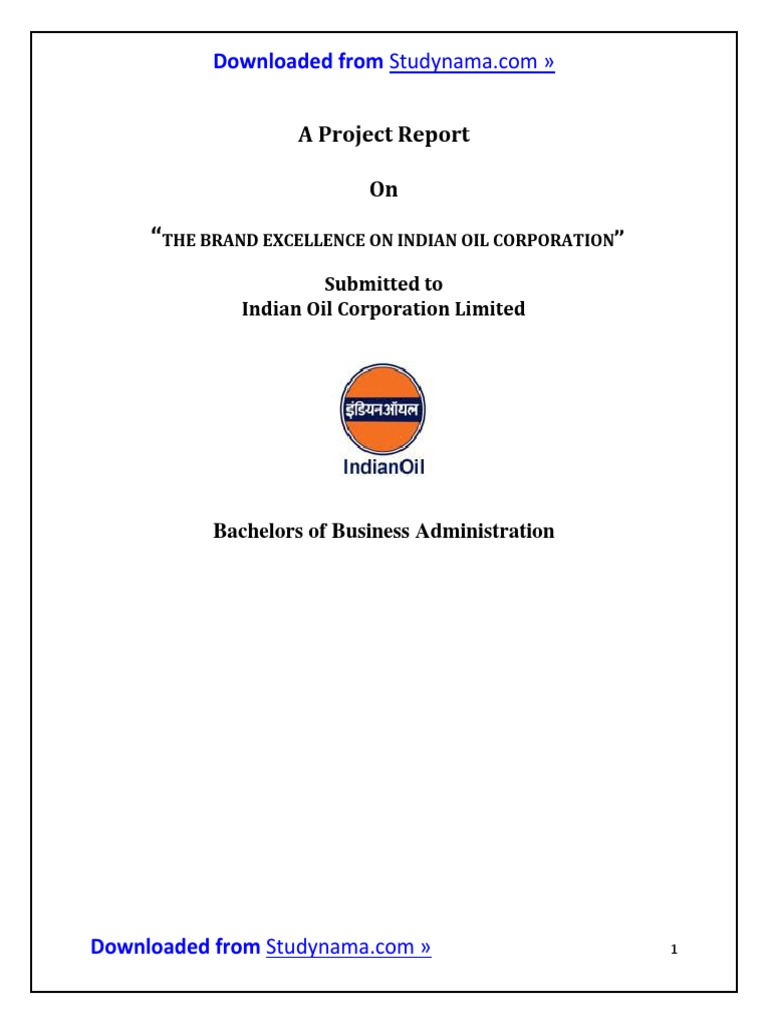 Downloaded from Studynama.com »
A Project Report
On
“THE BRAND EXCELLENCE ON INDIAN OIL CORPORATION”
Submitted to
Indian Oil Corporation Limited
इंडियनऑयल
IndianOil
Bachelors of Business Administration
Downloaded from Studynama.com »
1